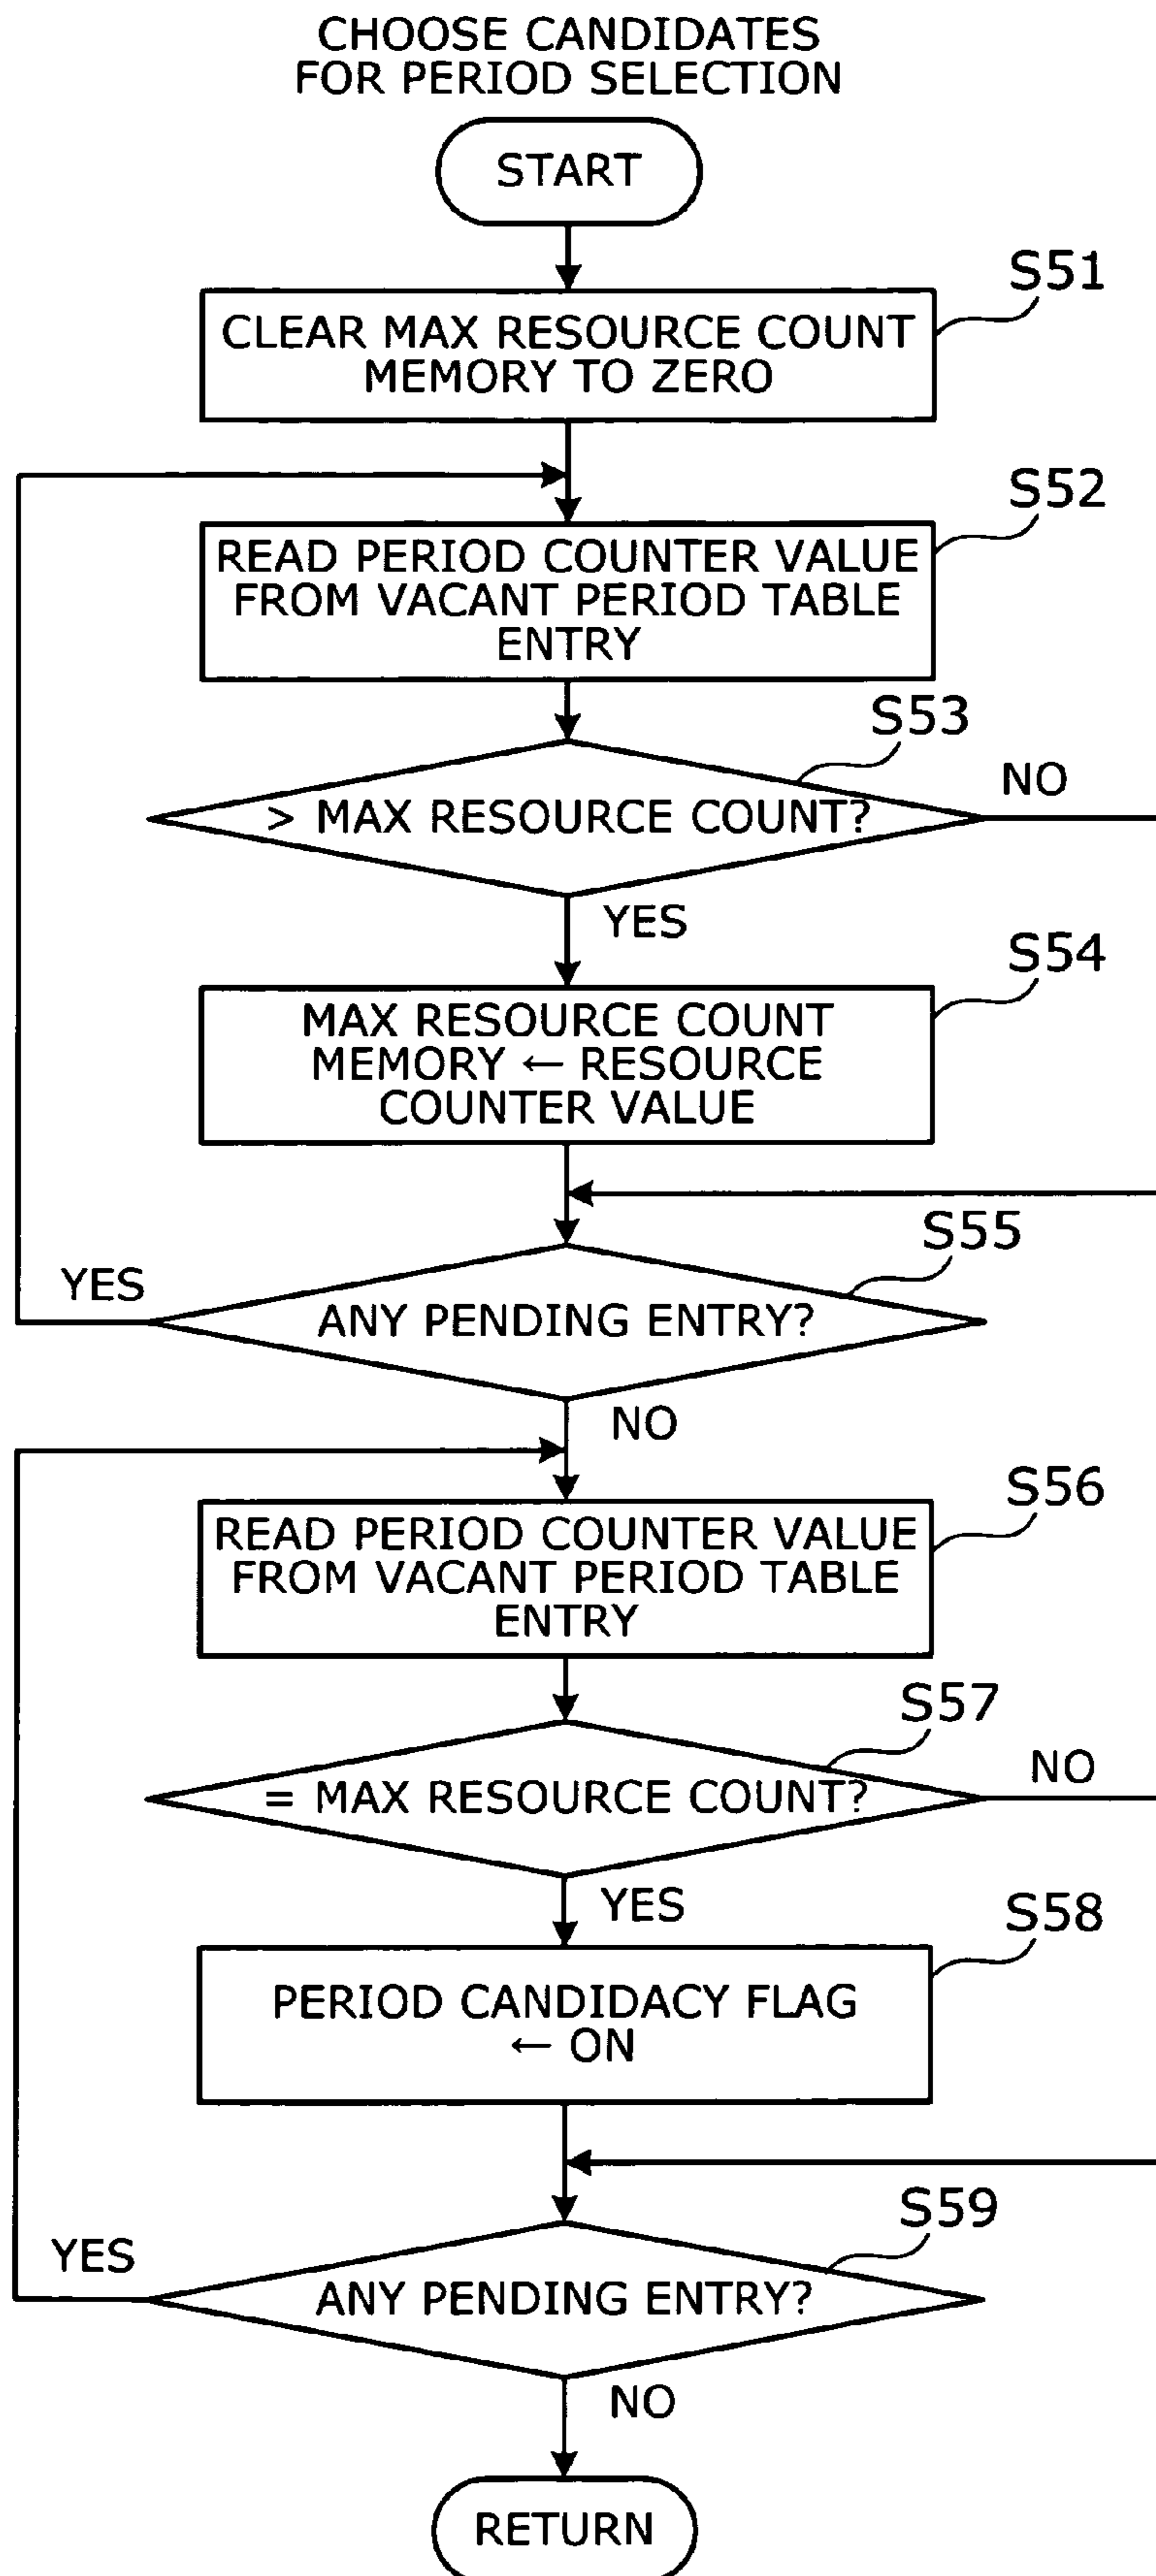 CHOOSE CANDIDATES
FOR PERIOD SELECTION
START
S51
CLEAR MAX RESOURCE COUNT
MEMORY TO ZERO
S52
READ PERIOD COUNTER VALUE
FROM VACANT PERIOD TABLE
ENTRY
S53
> MAX RESOURCE COUNT?
NO
YES
S54
MAX RESOURCE COUNT
MEMORY ← RESOURCE
COUNTER VALUE
S55
YES
ANY PENDING ENTRY?
NO
S56
READ PERIOD COUNTER VALUE
FROM VACANT PERIOD TABLE
ENTRY
S57
= MAX RESOURCE COUNT?
NO
YES
S58
PERIOD CANDIDACY FLAG
← ON
S59
YES
ANY PENDING ENTRY?
NO
RETURN